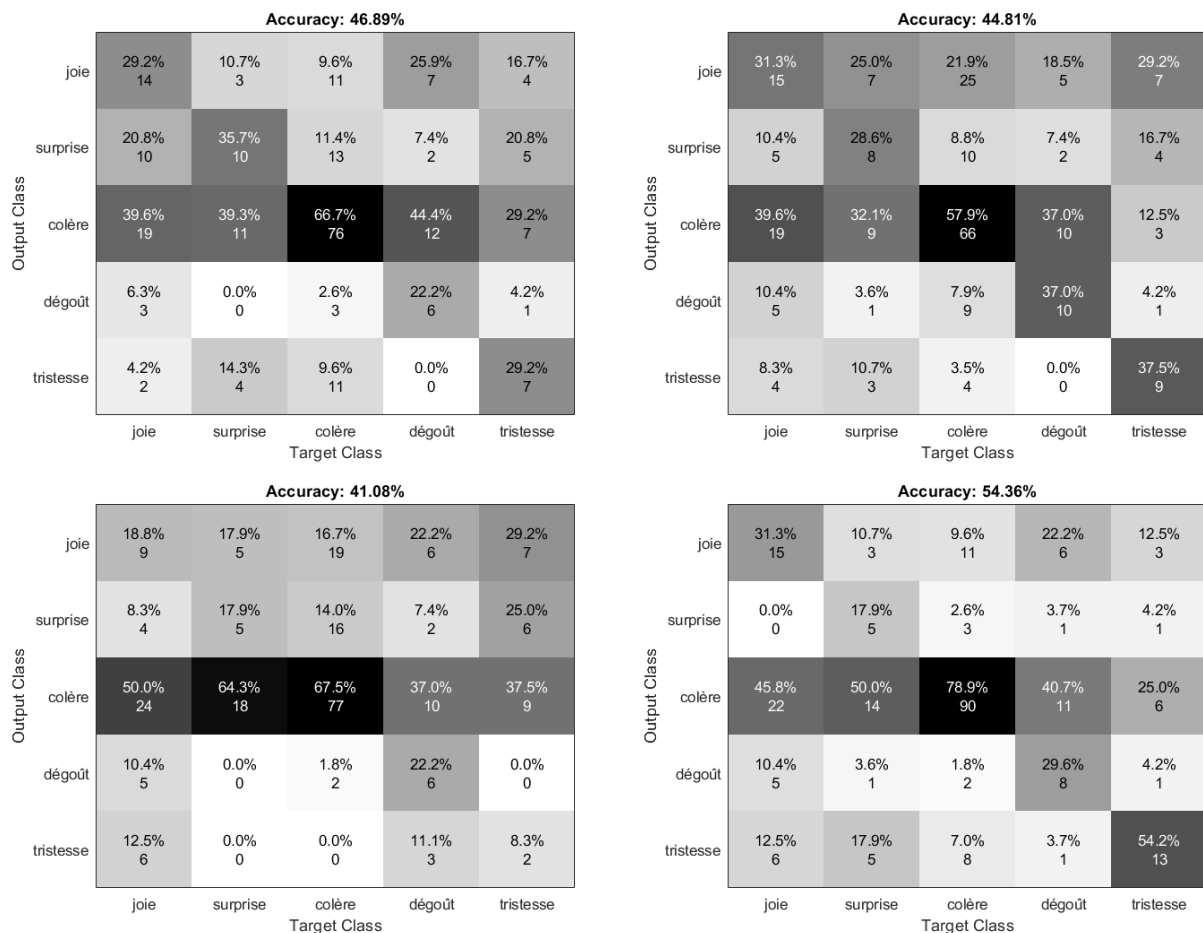 Accuracy: 46.89%
joie 29.2% 10.7% 9.6% 25.9% 16.7%
14 3 11 7 4
surprise 20.8% 35.7% 11.4% 7.4% 20.8%
10 10 13 2 5
colère 39.6% 39.3% 66.7% 44.4% 29.2%
19 11 76 12 7
dégoût 6.3% 0.0% 2.6% 22.2% 4.2%
3 0 3 6 1
tristesse 4.2% 14.3% 9.6% 0.0% 29.2%
2 4 11 0 7
joie surprise colère dégoût tristesse
Target Class
Output Class
Accuracy: 44.81%
joie 31.3% 25.0% 21.9% 18.5% 29.2%
15 7 25 5 7
surprise 10.4% 28.6% 8.8% 7.4% 16.7%
5 8 10 2 4
colère 39.6% 32.1% 57.9% 37.0% 12.5%
19 9 66 10 3
dégoût 10.4% 3.6% 7.9% 37.0% 4.2%
5 1 9 10 1
tristesse 8.3% 10.7% 3.5% 0.0% 37.5%
4 3 4 0 9
joie surprise colère dégoût tristesse
Target Class
Output Class
Accuracy: 41.08%
joie 18.8% 17.9% 16.7% 22.2% 29.2%
9 5 19 6 7
surprise 8.3% 17.9% 14.0% 7.4% 25.0%
4 5 16 2 6
colère 50.0% 64.3% 67.5% 37.0% 37.5%
24 18 77 10 9
dégoût 10.4% 0.0% 1.8% 22.2% 0.0%
5 0 2 6 0
tristesse 12.5% 0.0% 0.0% 11.1% 8.3%
6 0 0 3 2
joie surprise colère dégoût tristesse
Target Class
Output Class
Accuracy: 54.36%
joie 31.3% 10.7% 9.6% 22.2% 12.5%
15 3 11 6 3
surprise 0.0% 17.9% 2.6% 3.7% 4.2%
0 5 3 1 1
colère 45.8% 50.0% 78.9% 40.7% 25.0%
22 14 90 11 6
dégoût 10.4% 3.6% 1.8% 29.6% 4.2%
5 1 2 8 1
tristesse 12.5% 17.9% 7.0% 3.7% 54.2%
6 5 8 1 13
joie surprise colère dégoût tristesse
Target Class
Output Class